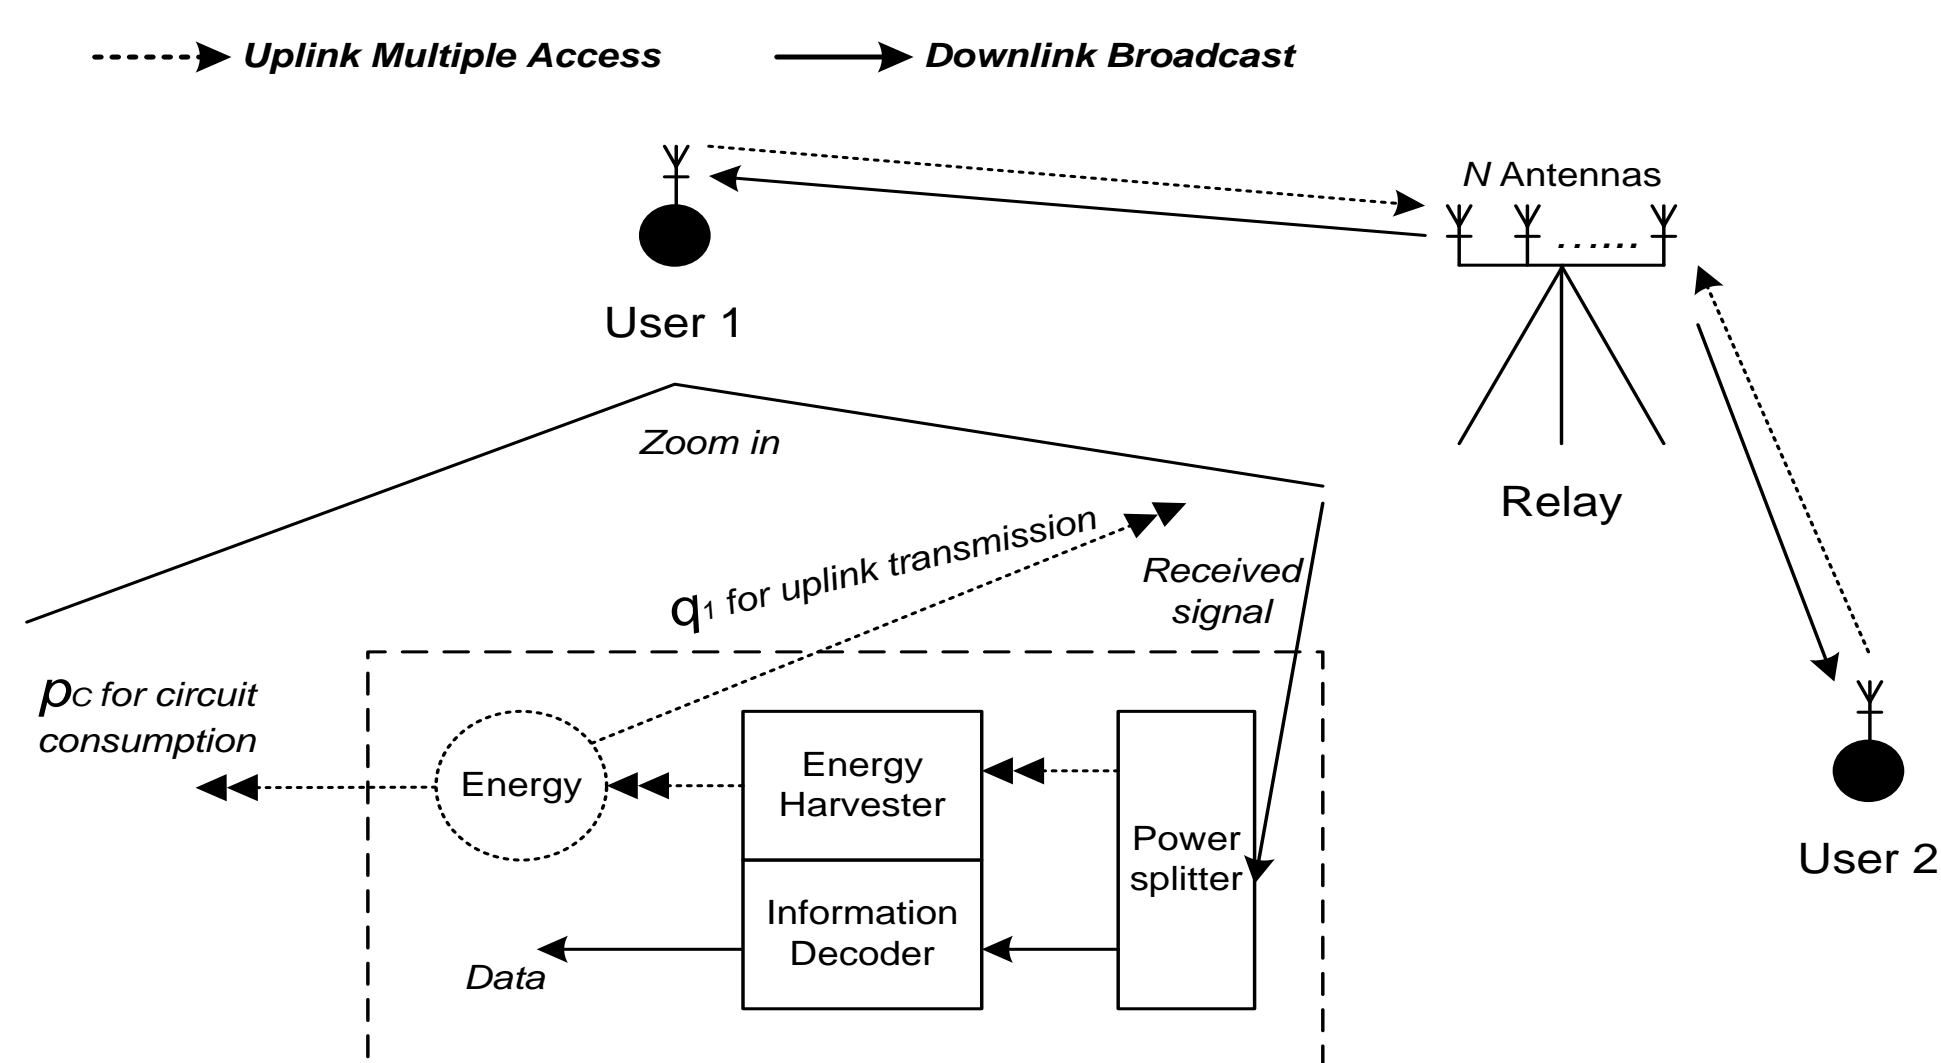 Uplink Multiple Access
Downlink Broadcast
N Antennas
......
User 1
Zoom in
Relay
q1 for uplink transmission
Received
signal
pC for circuit
consumption
Energy
Energy
Harvester
Power
splitter
Information
Decoder
Data
User 2